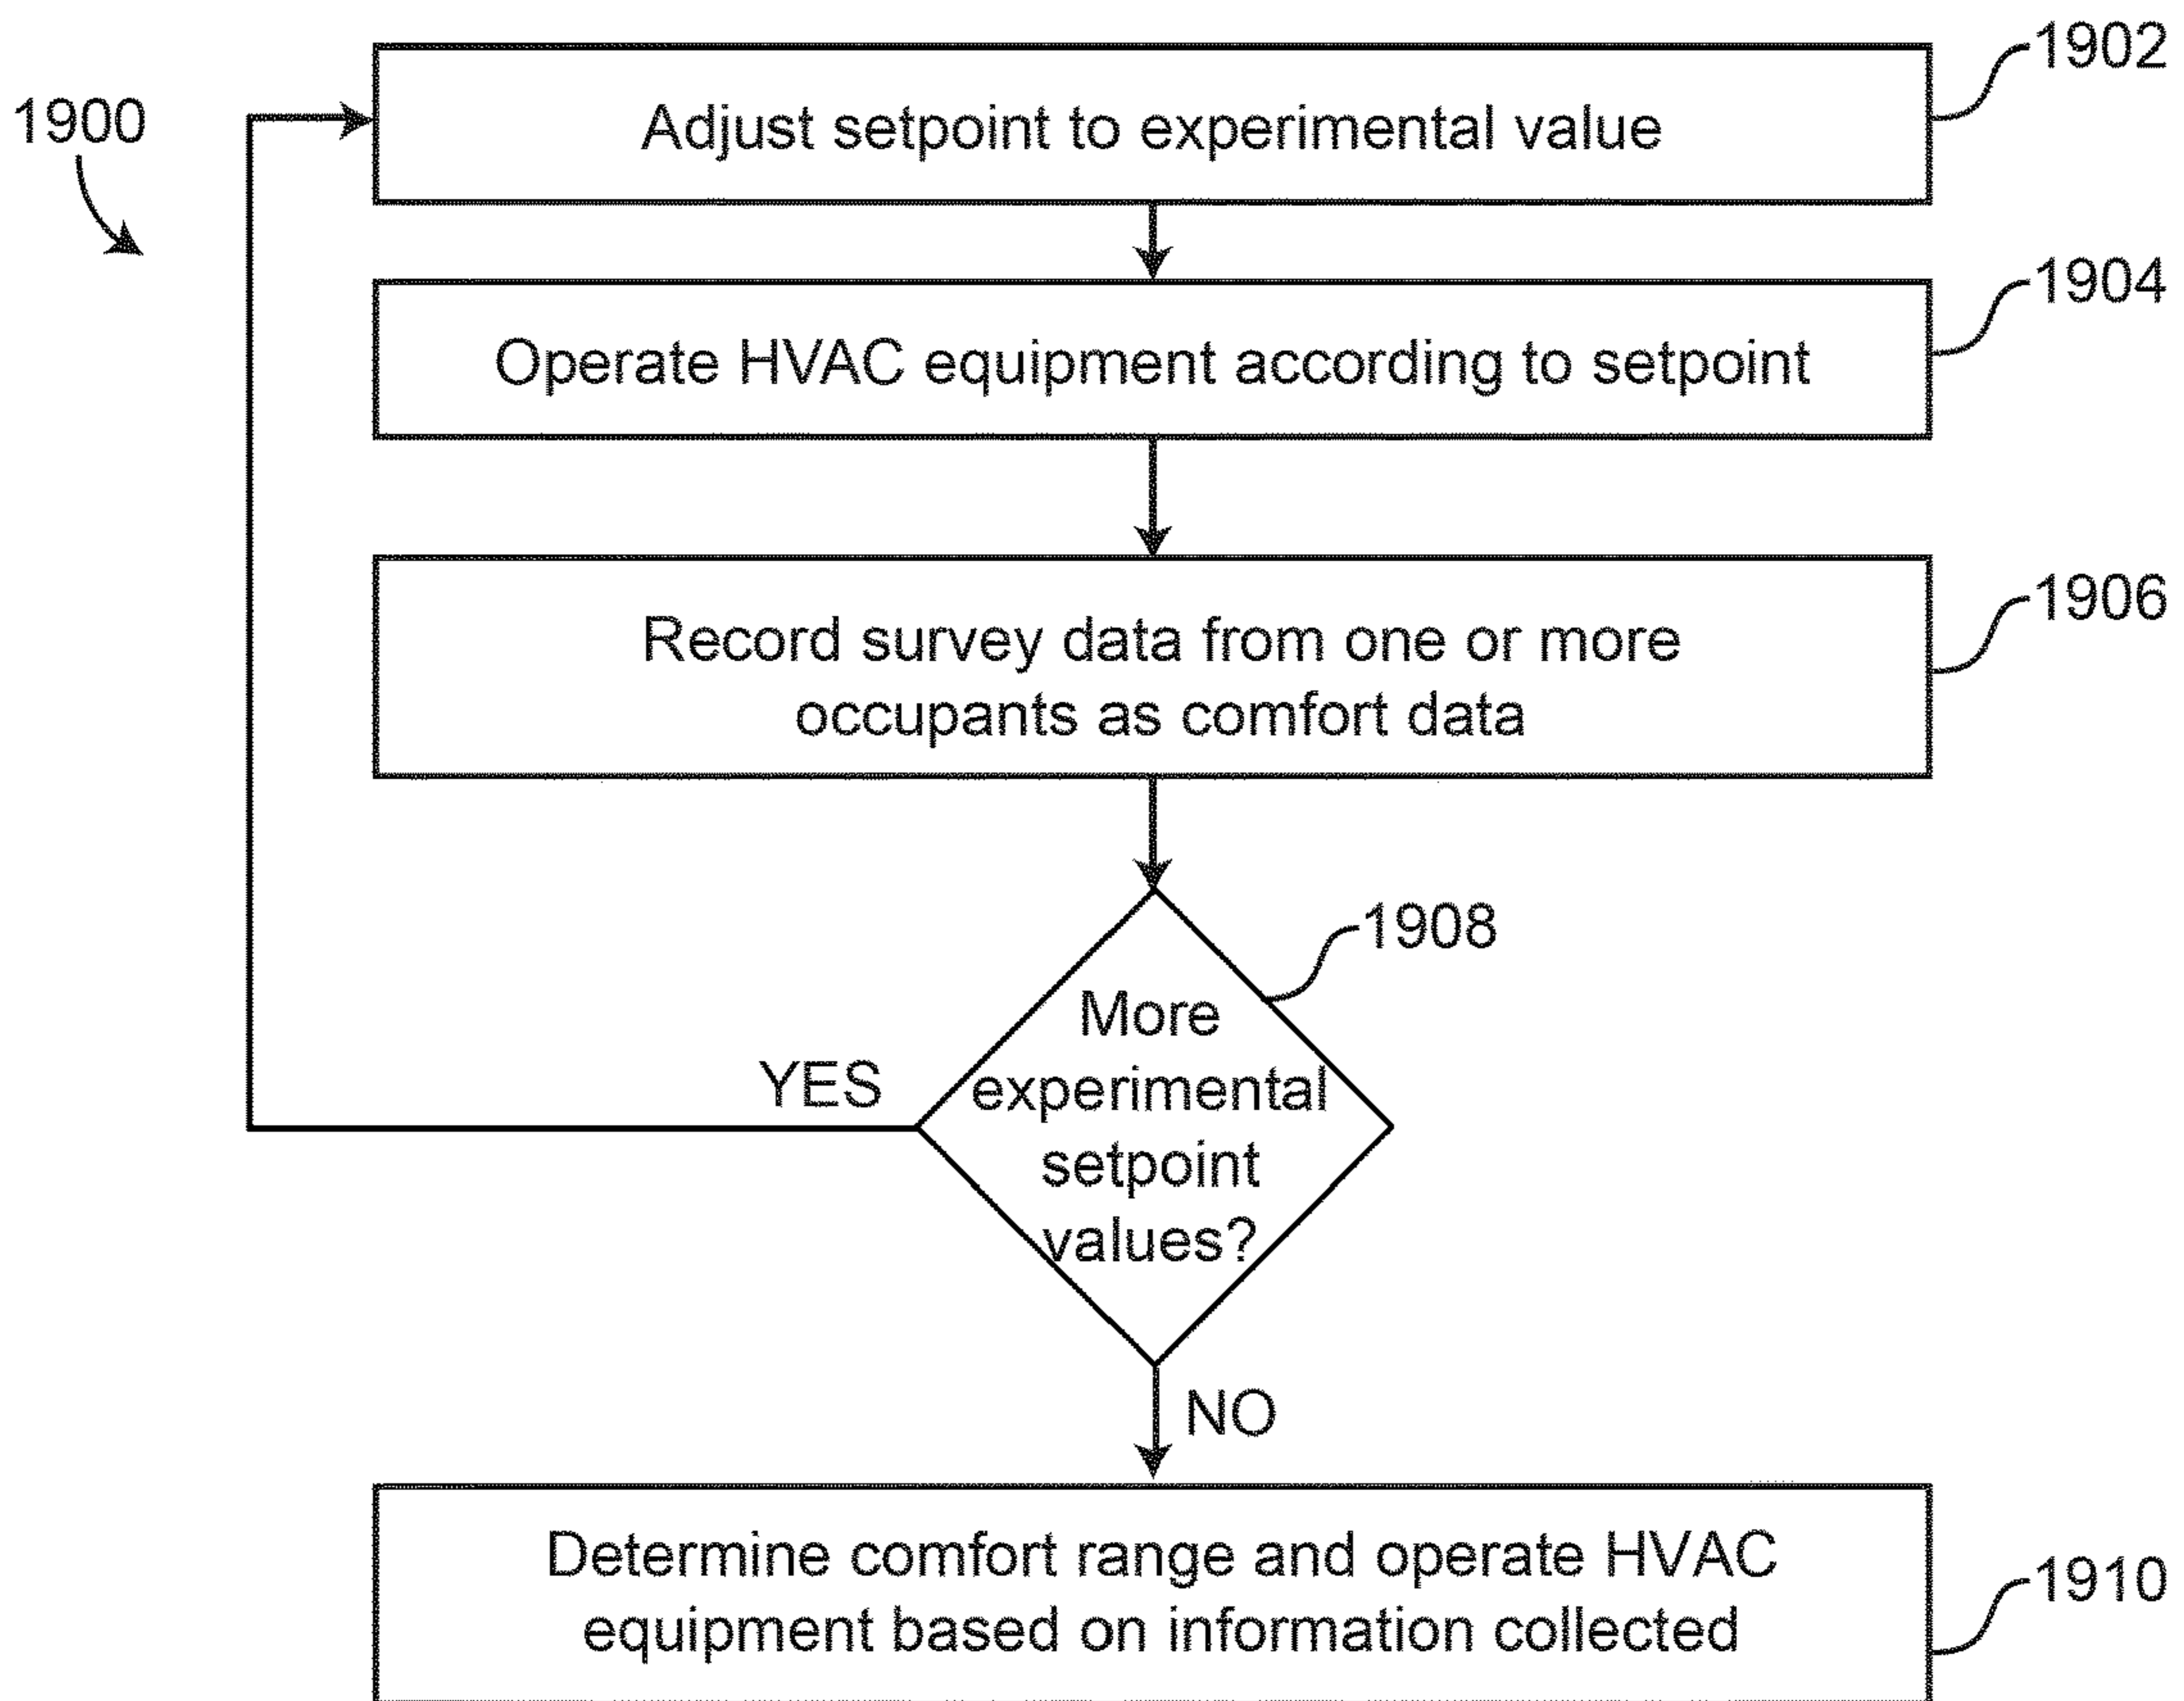 1900
1902
Adjust setpoint to experimental value
1904
Operate HVAC equipment according to setpoint
1906
Record survey data from one or more
occupants as comfort data
1908
More
experimental
setpoint
values?
YES
NO
Determine comfort range and operate HVAC
equipment based on information collected
1910